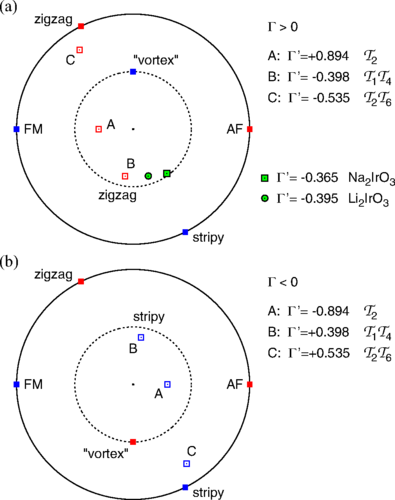 (a)
zigzag
Γ > 0
C
"vortex"
A: Γ'=+0.894 𝒯₂
B: Γ'=-0.398 𝒯₁𝒯₄
C: Γ'=-0.535 𝒯₂𝒯₆
FM
A
AF
B
zigzag
Γ'= -0.365 Na₂IrO₃
Γ'= -0.395 Li₂IrO₃
stripy
(b)
zigzag
Γ < 0
stripy
A: Γ'= -0.894 𝒯₂
B: Γ'=+0.398 𝒯₁𝒯₄
C: Γ'=+0.535 𝒯₂𝒯₆
B
FM
A
AF
"vortex"
C
stripy